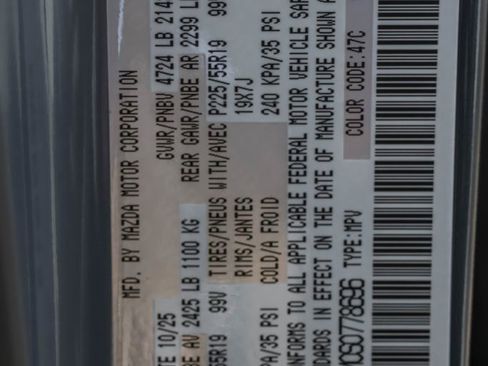 MFD. BY MAZDA MOTOR CORPORATION
TE 10/25 GVWR/PNBV 4724 LB 214
BE AV 2425 LB 1100 KG REAR GAWR/PNBE AR 2299 L
55R19 99V TIRES/PNEUS WITH/AVEC P225/55R19 99
RIMS/JANTES 19X7J
PA/35 PSI COLD/A FROID 240 KPA/35 PSI
NFORMS TO ALL APPLICABLE FEDERAL MOTOR VEHICLE SAF
DARDS IN EFFECT ON THE DATE OF MANUFACTURE SHOWN A
0778696 TYPE:MPV COLOR CODE:47C